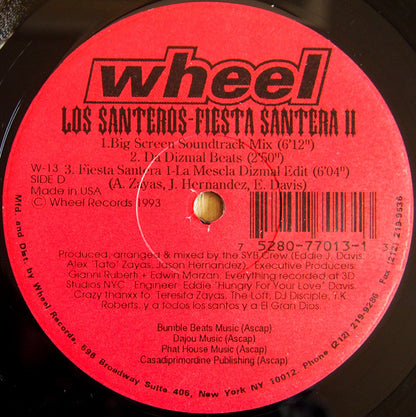 wheel
LOS SANTEROS-FIESTA SANTERA II
1.Big Screen Soundtrack Mix (6'12")
2. Da Dizmal Beats (2'50")
W-13 3. Fiesta Santera 1-La Mescla Dizmal Edit (6'04")
SIDE D (A. Zayas, J. Hernandez, E. Davis)
Made in USA
© Wheel Records 1993
7 5280-77013-1 3
Produced, arranged & mixed by the SYB Crew (Eddie J. Davis,
Alex "Tato" Zayas, Jason Hernandez), Executive Producers:
Gianni Ruberti + Edwin Marzan. Everything recorded at 3D
Studios NYC. Engineer: Eddie "Hungry For Your Love" Davis.
Crazy thanxx to: Teresita Zayas, The Loft, DJ Disciple, T.K.
Roberts, y a todo los santos y a El Gran Dios.
Bumble Beats Music (Ascap)
Dajou Music (Ascap)
Phat House Music (Ascap)
Casadiprimordine Publishing (Ascap)
Mfd. and Dist. by Wheel Records, 598 Broadway Suite 406, New York NY 10012. Phone (212) 219-9286. Fax (212) 219-9536